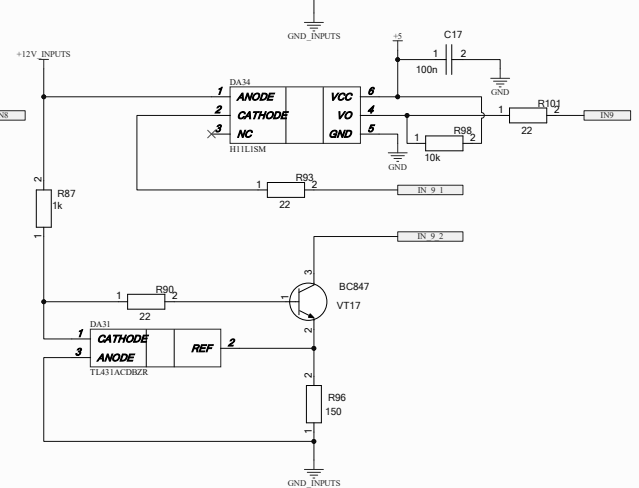 GND_INPUTS
+12V_INPUTS
+5
C17
1 2
100n
GND
DA34
1 ANODE VCC 6
2 CATHODE VO 4
3 NC GND 5
H11L1SM
1 R98 2
10k
GND
1 R101 2
22
IN9
2
R87
1k
1
R93
1 2
22
IN_9_1
IN_9_2
3
BC847
1
VT17
2
R90
1 2
22
DA31
1 CATHODE
REF 2
3 ANODE
TL431ACDBZR
2
R96
150
1
GND_INPUTS